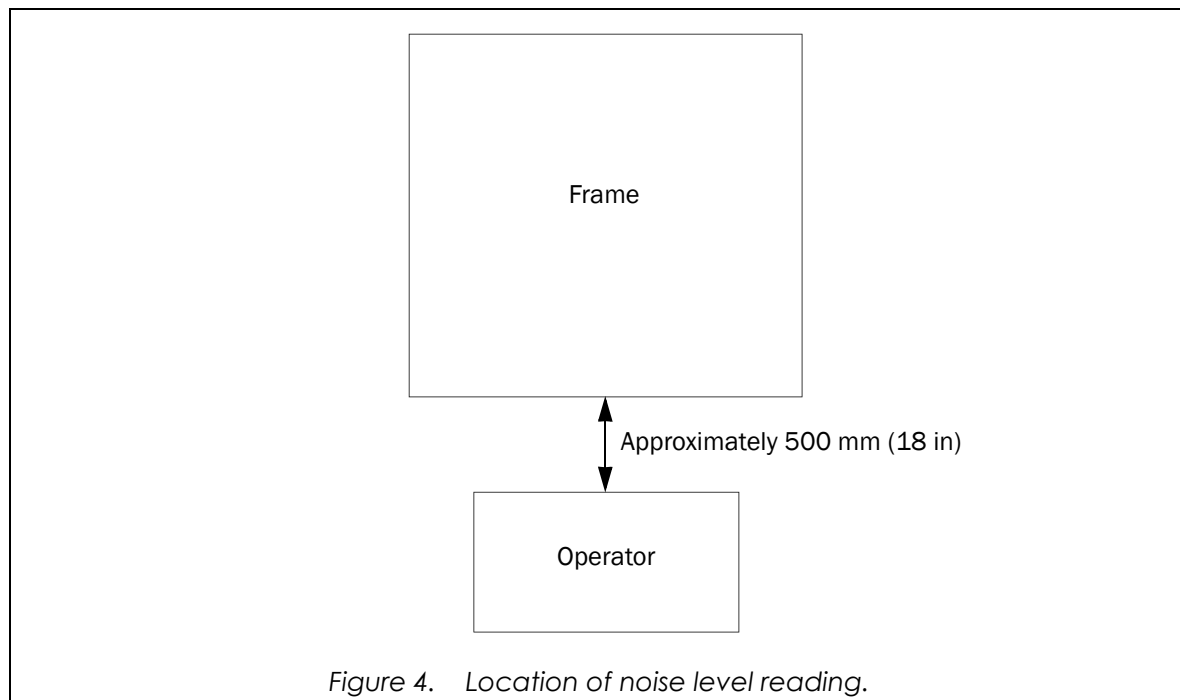 Frame
Approximately 500 mm (18 in)
Operator
Figure 4. Location of noise level reading.